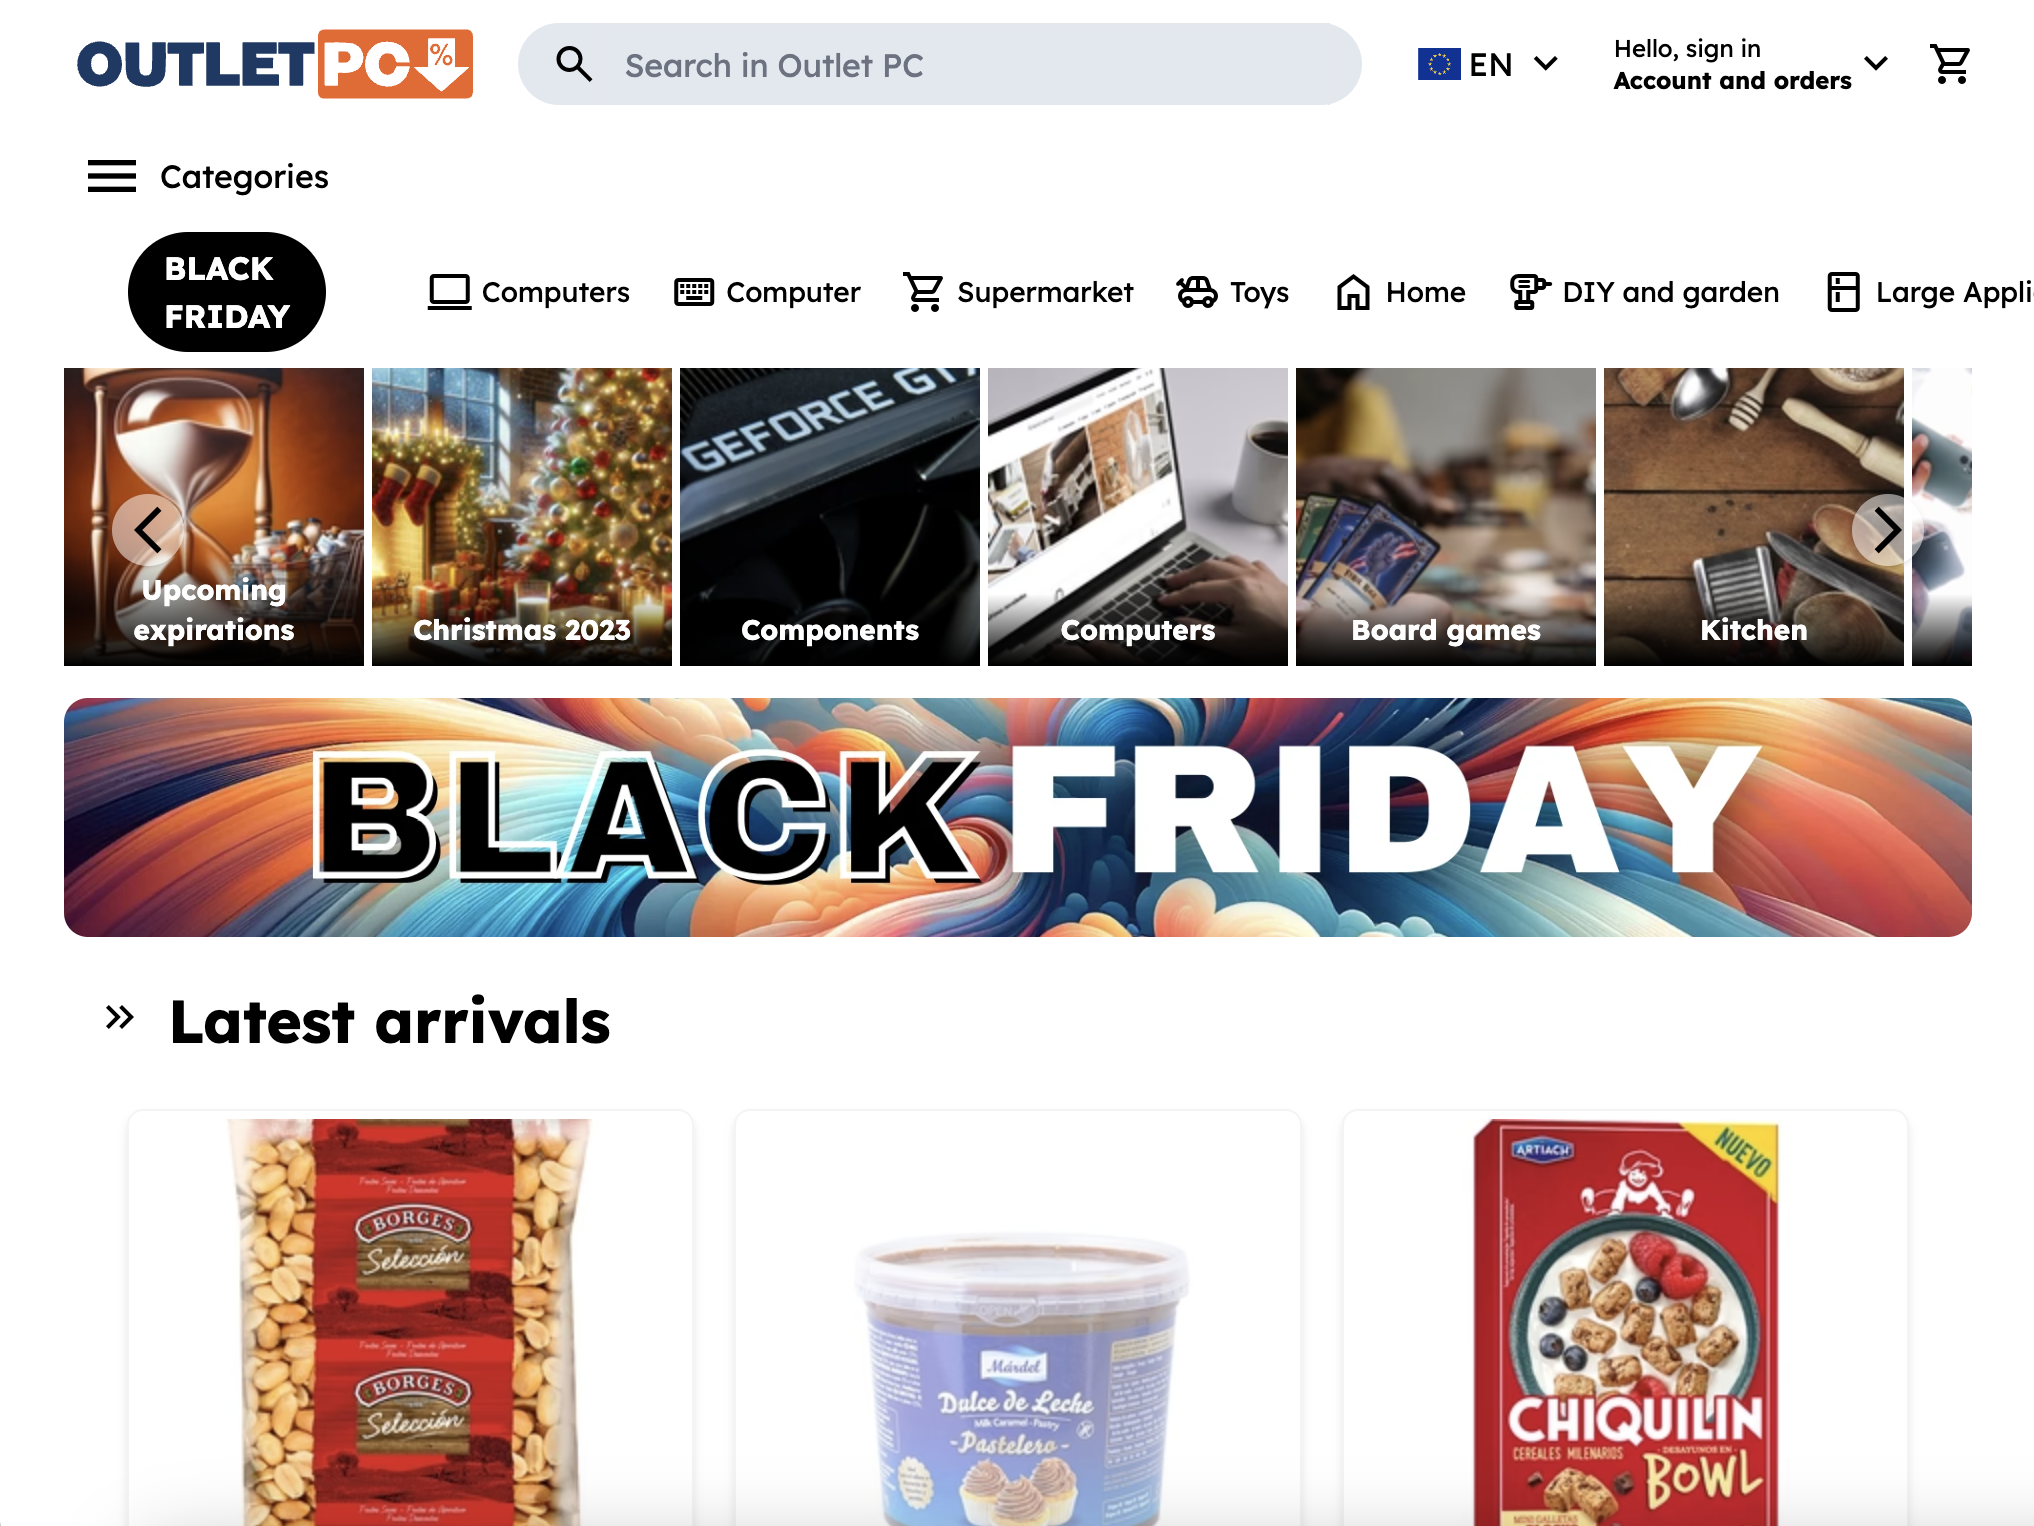 OUTLET PC %
Search in Outlet PC
EN
Hello, sign in
Account and orders
Categories
BLACK
FRIDAY
Computers
Computer
Supermarket
Toys
Home
DIY and garden
Large Appli
Upcoming
expirations
Christmas 2023
GEFORCE GT
Components
Computers
Board games
Kitchen
BLACK FRIDAY
Latest arrivals
BORGES
Selección
BORGES
Selección
OPEN
Mardel
Dulce de Leche
Milk Caramel - Pastry
-Pastelero-
ARTIACH
NUEVO
CHIQUILIN
CEREALES MILENARIOS
- DESAYUNOS EN -
BOWL
MINI GALLETAS